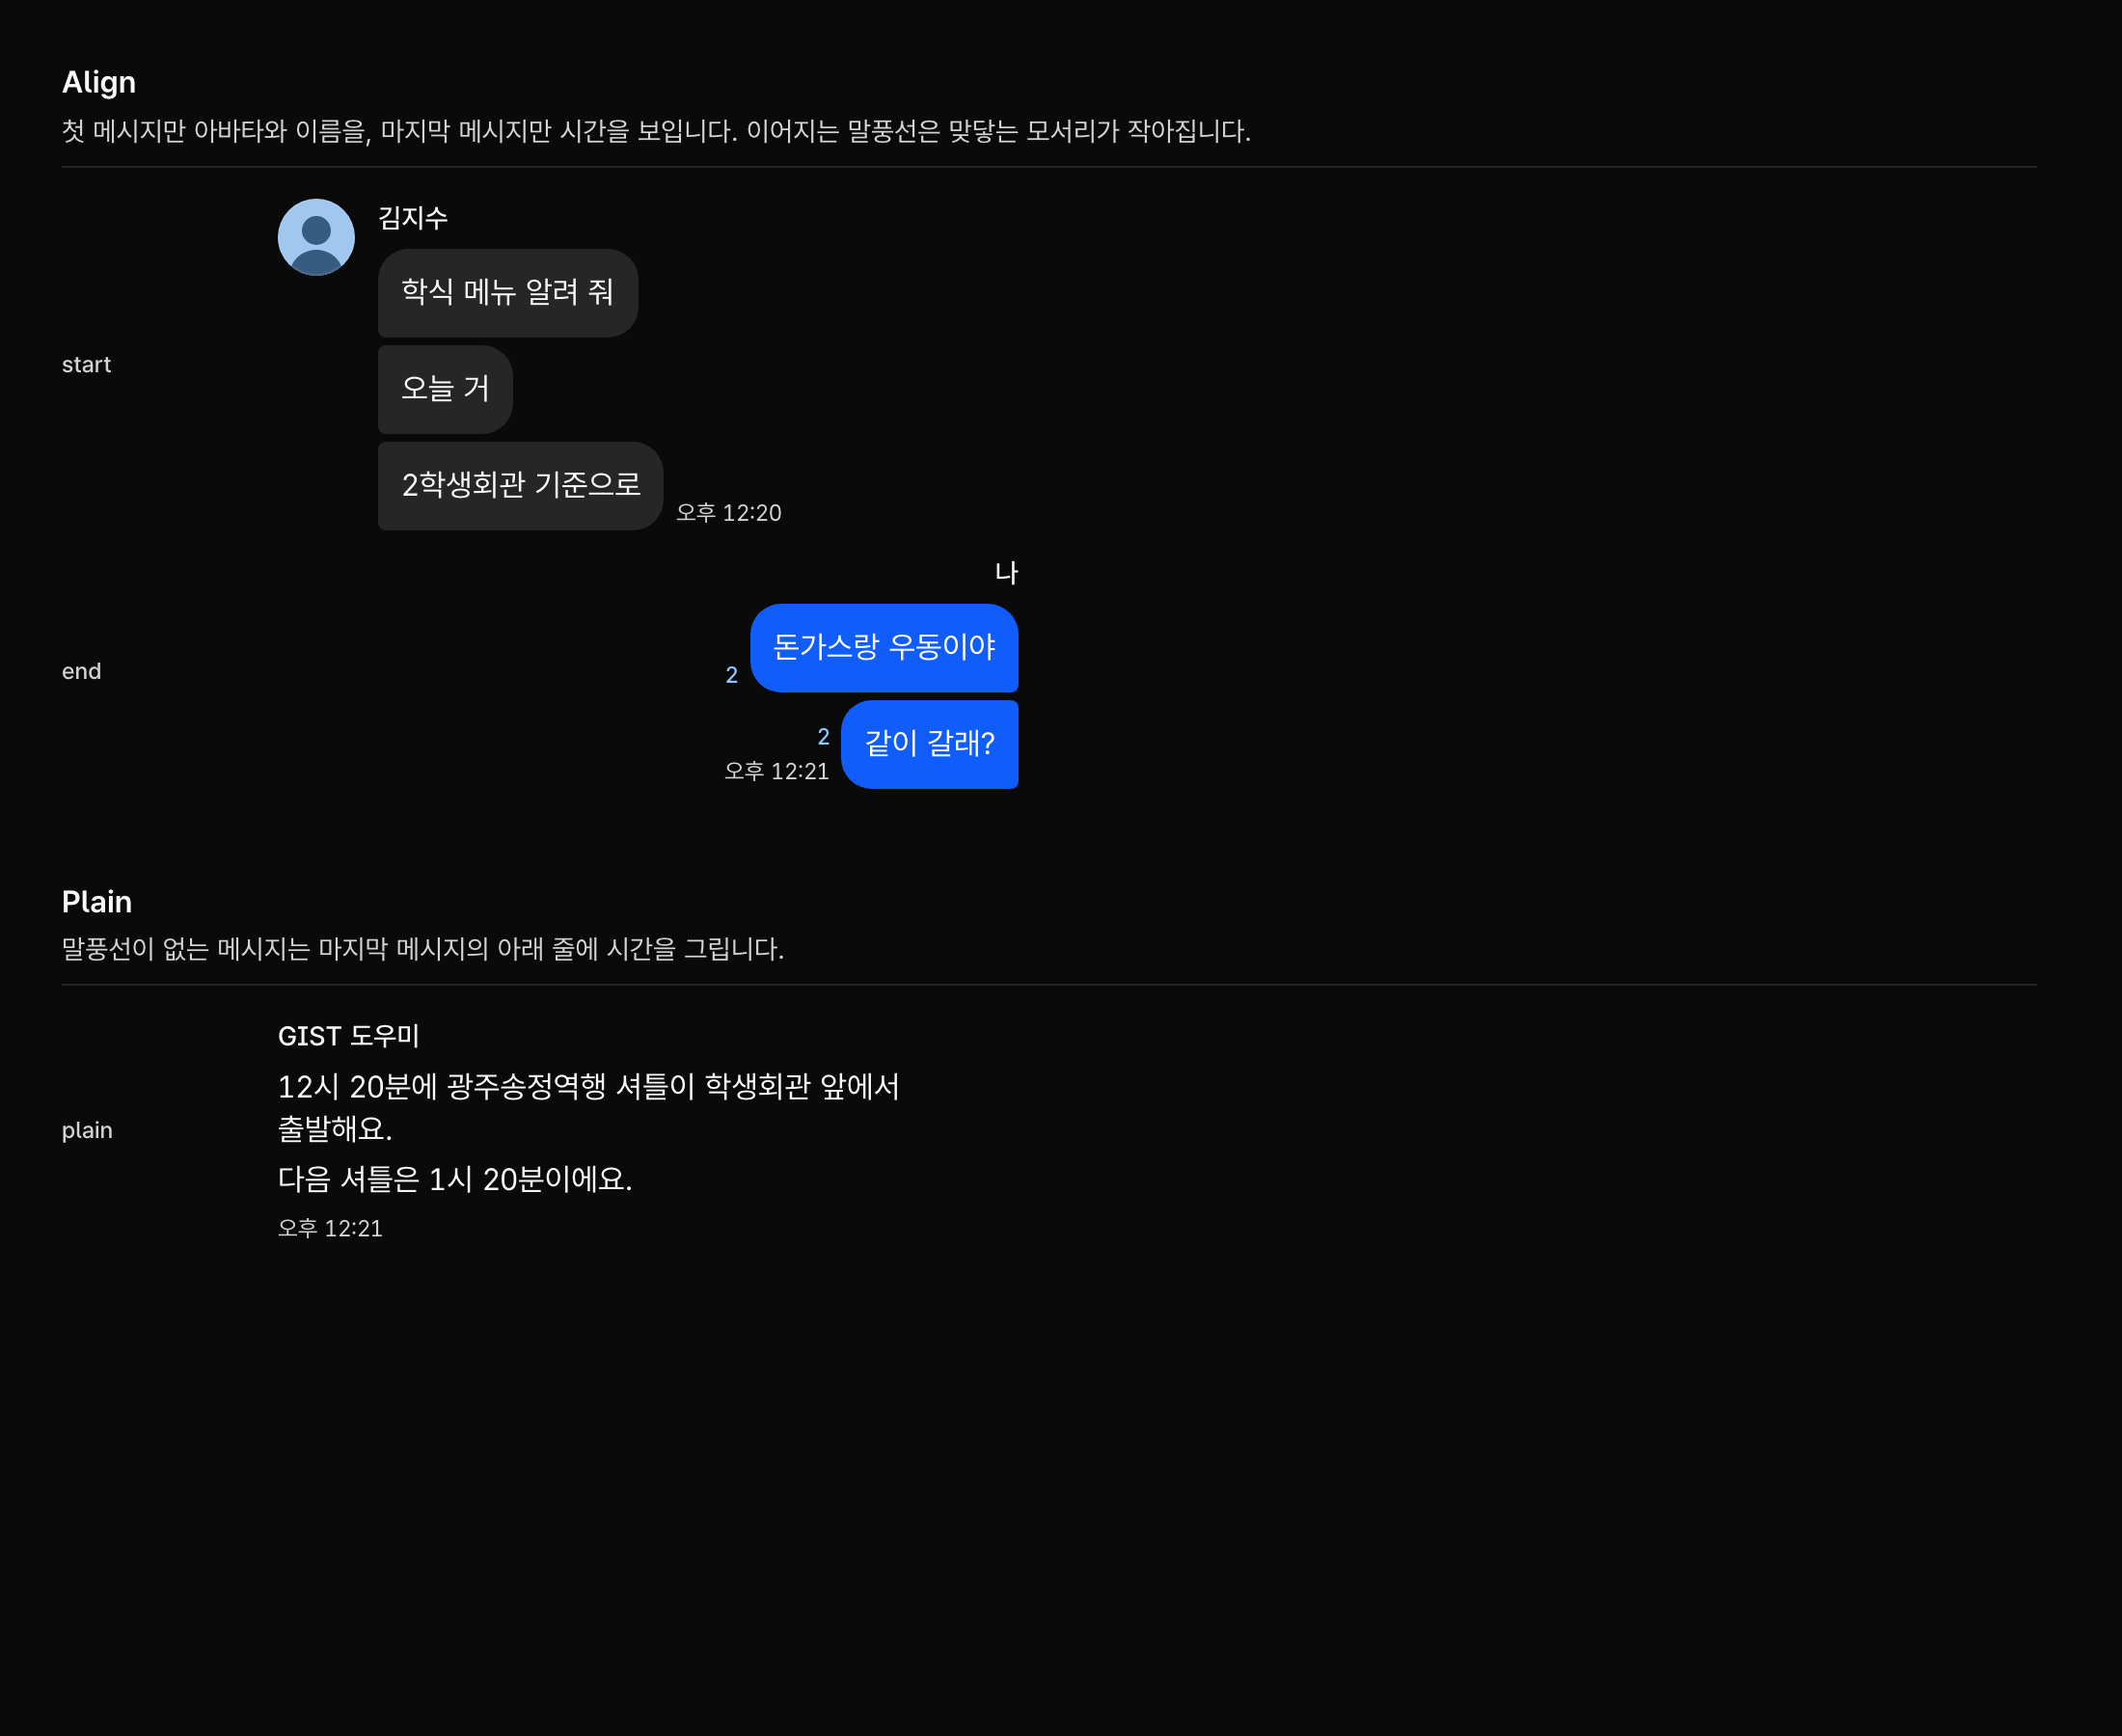 Align
첫 메시지만 아바타와 이름을, 마지막 메시지만 시간을 보입니다. 이어지는 말풍선은 맞닿는 모서리가 작아집니다.
김지수
학식 메뉴 알려 줘
start
오늘 거
2학생회관 기준으로
오후 12:20
나
돈가스랑 우동이야
2
end
같이 갈래?
2
오후 12:21
Plain
말풍선이 없는 메시지는 마지막 메시지의 아래 줄에 시간을 그립니다.
GIST 도우미
12시 20분에 광주송정역행 셔틀이 학생회관 앞에서
출발해요.
plain
다음 셔틀은 1시 20분이에요.
오후 12:21